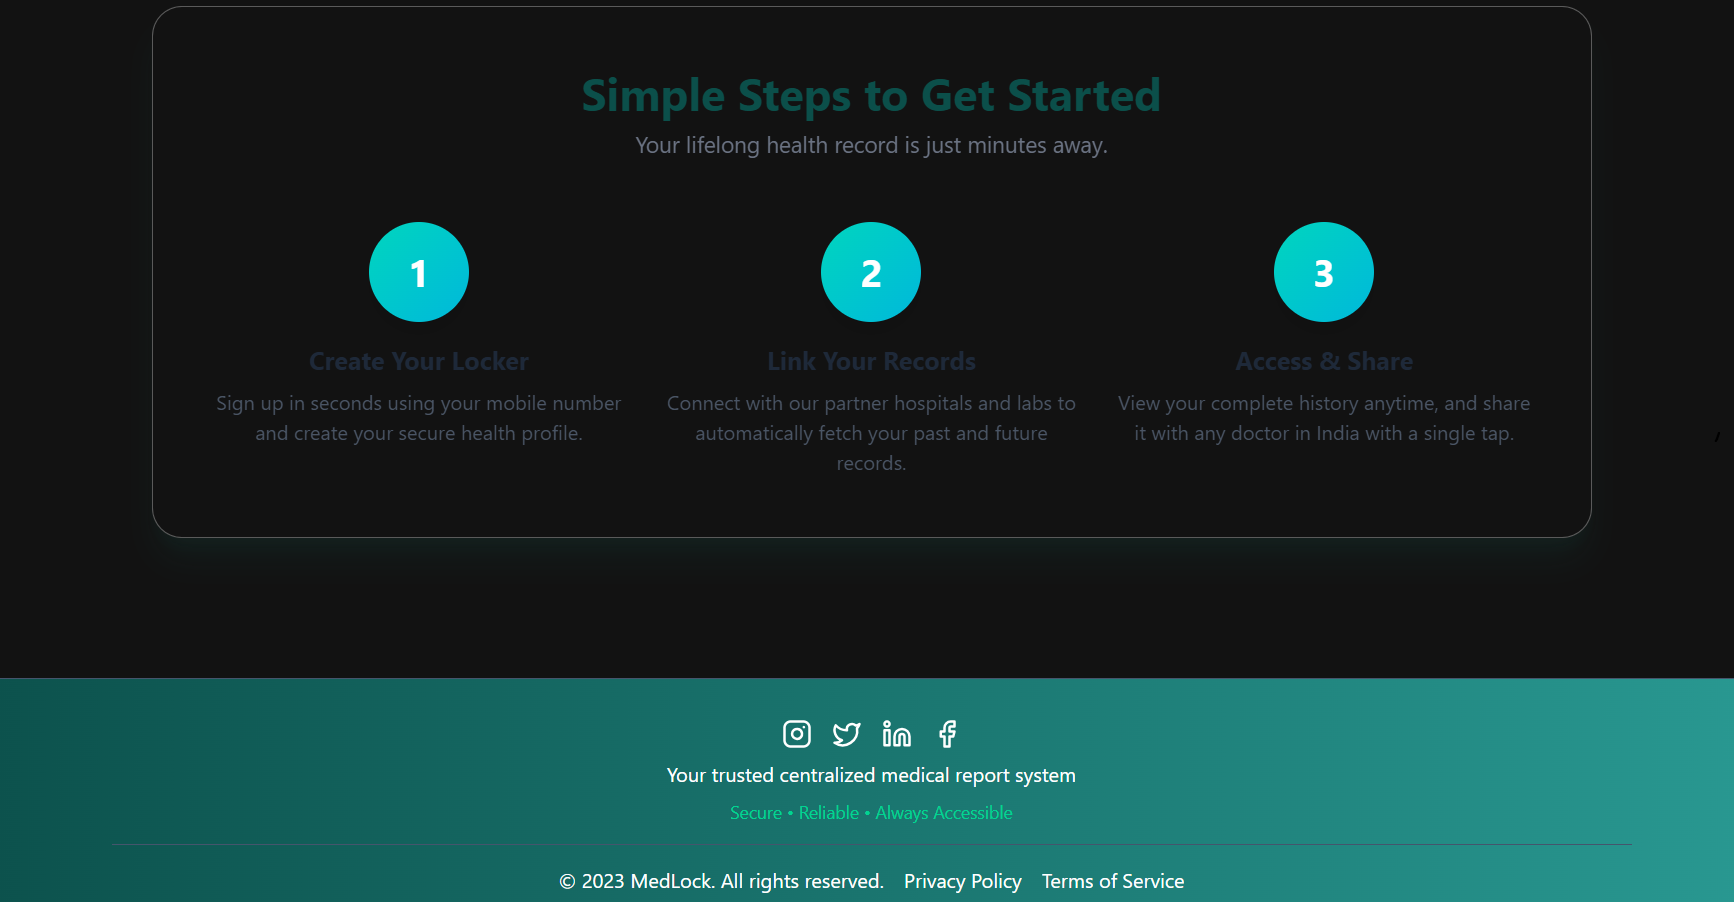 Simple Steps to Get Started
Your lifelong health record is just minutes away.
1
2
3
Create Your Locker
Sign up in seconds using your mobile number
and create your secure health profile.
Link Your Records
Connect with our partner hospitals and labs to
automatically fetch your past and future
records.
Access & Share
View your complete history anytime, and share
it with any doctor in India with a single tap.
Your trusted centralized medical report system
Secure • Reliable • Always Accessible
© 2023 MedLock. All rights reserved. Privacy Policy Terms of Service